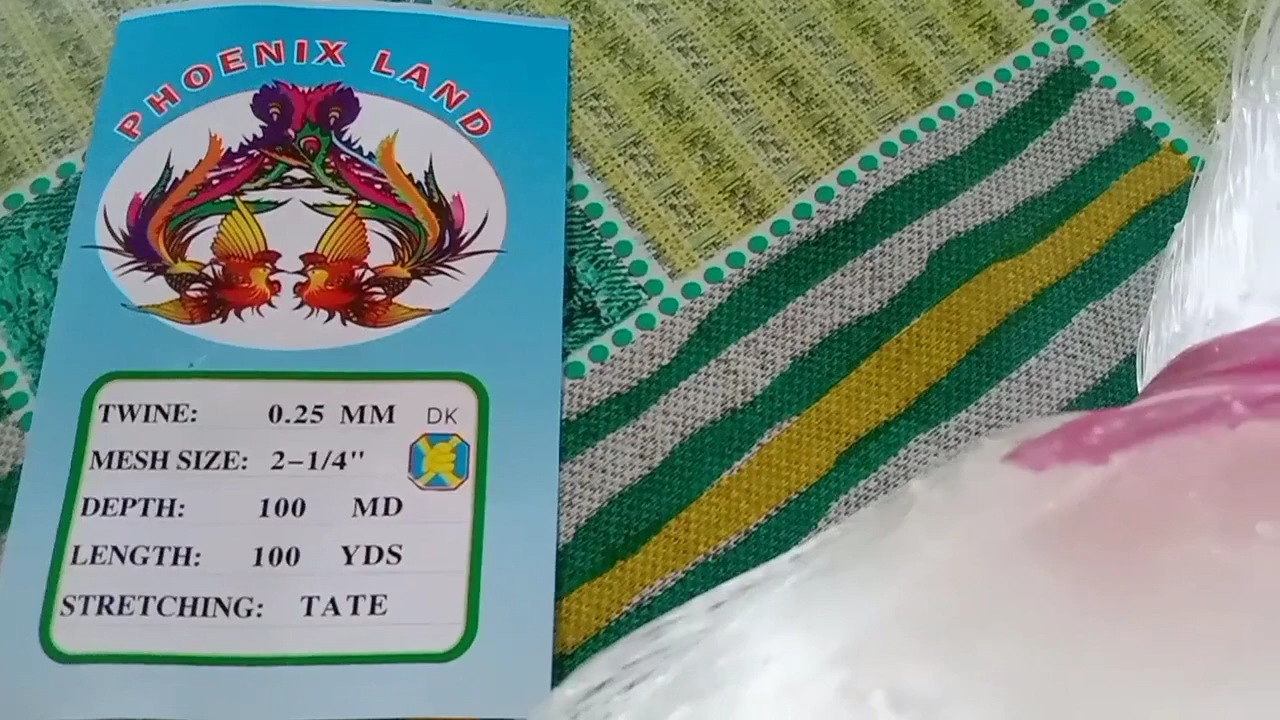 PHOENIX LAND
TWINE: 0.25 MM DK
MESH SIZE: 2-1/4"
DEPTH: 100 MD
LENGTH: 100 YDS
STRETCHING: TATE